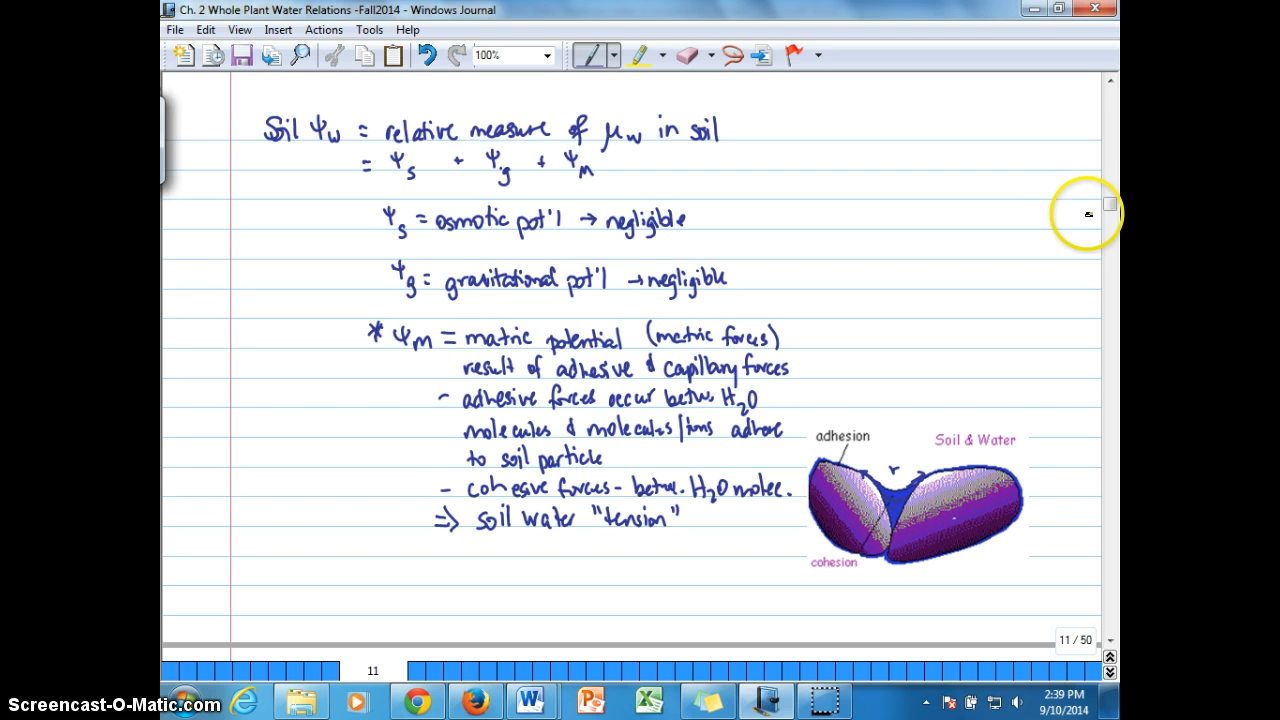 Ch. 2 Whole Plant Water Relations -Fall2014 - Windows Journal
File Edit View Insert Actions Tools Help
100%
Soil Ψw = relative measure of μw in soil
= Ψs + Ψg + Ψm
Ψs = osmotic pot'l → negligible
Ψg = gravitational pot'l → negligible
* Ψm = matric potential (matric forces)
result of adhesive & capillary forces
- adhesive forces occur betw. H2O
molecules & molecules/ions adhere
to soil particle
- cohesive forces - betw. H2O molec.
⇒ soil water "tension"
adhesion
Soil & Water
r
cohesion
11 / 50
11
2:39 PM
9/10/2014
Screencast-O-Matic.com